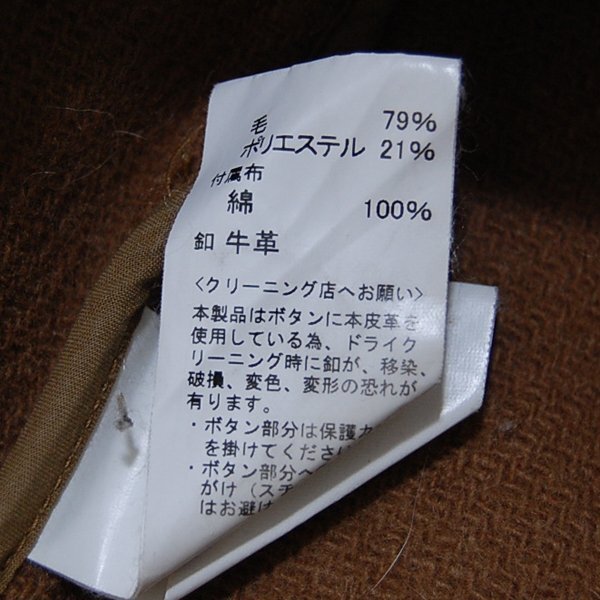 毛 79%
ポリエステル 21%
付属布
綿 100%
釦 牛革
<クリーニング店へお願い>
本製品はボタンに本皮革を
使用している為、ドライク
リーニング時に釦が、移染、
破損、変色、変形の恐れが
有ります。
・ボタン部分は保護カ
を掛けてくださ
・ボタン部分へ
がけ（スチ
はお避け